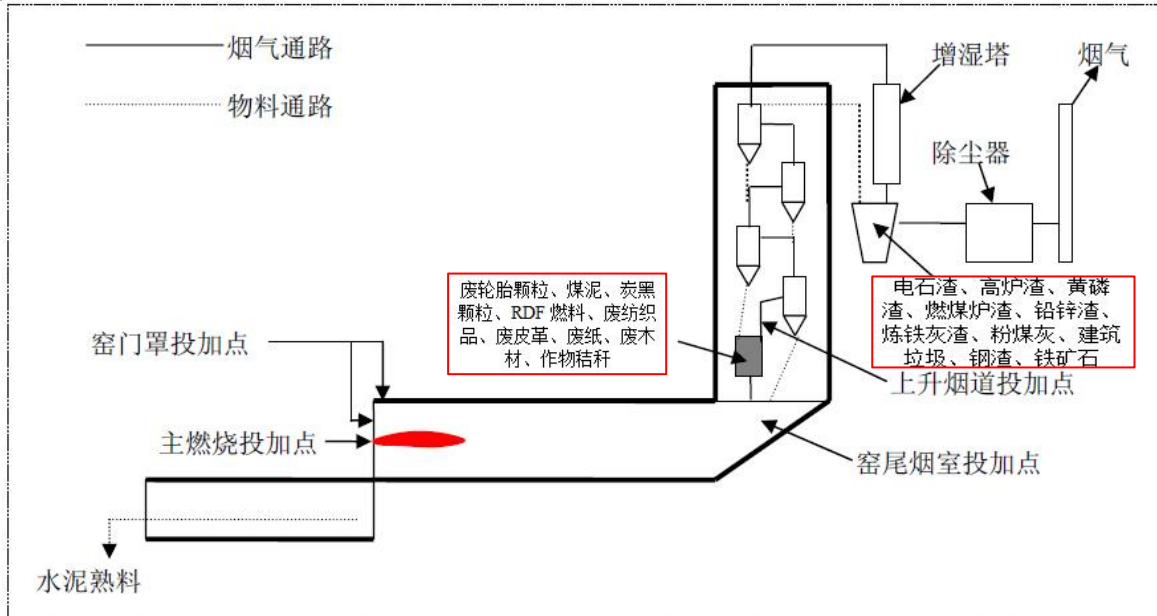 烟气通路
物料通路
增湿塔
烟气
除尘器
废轮胎颗粒、煤泥、炭黑
颗粒、RDF 燃料、废纺织
品、废皮革、废纸、废木
材、作物秸秆
电石渣、高炉渣、黄磷
渣、燃煤炉渣、铅锌渣、
炼铁灰渣、粉煤灰、建筑
垃圾、钢渣、铁矿石
窑门罩投加点
上升烟道投加点
主燃烧投加点
窑尾烟室投加点
水泥熟料